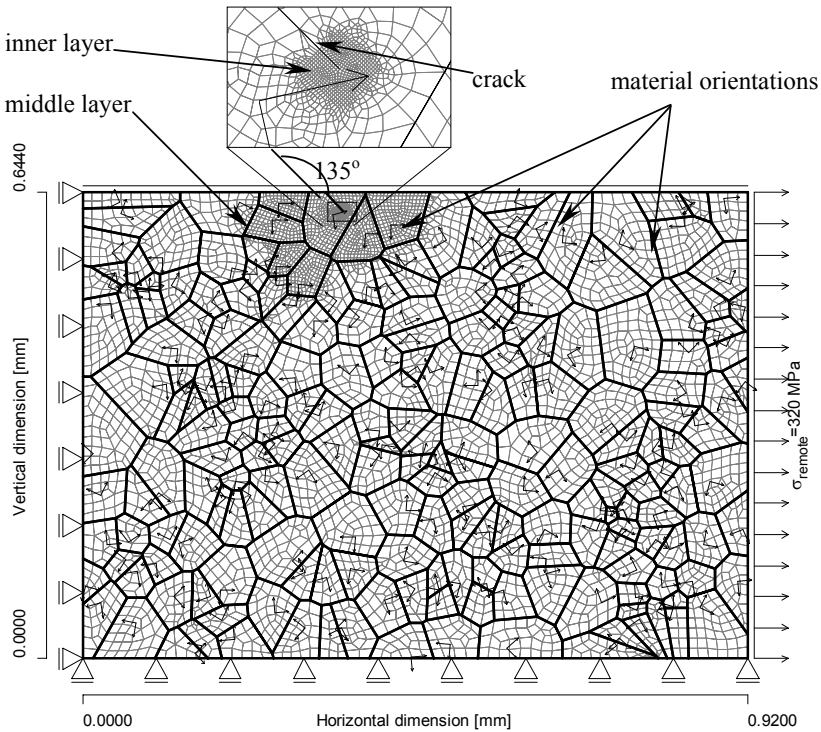 inner layer
crack
material orientations
middle layer
135º
0.6440
Vertical dimension [mm]
0.0000
σremote=320 MPa
0.0000
Horizontal dimension [mm]
0.9200